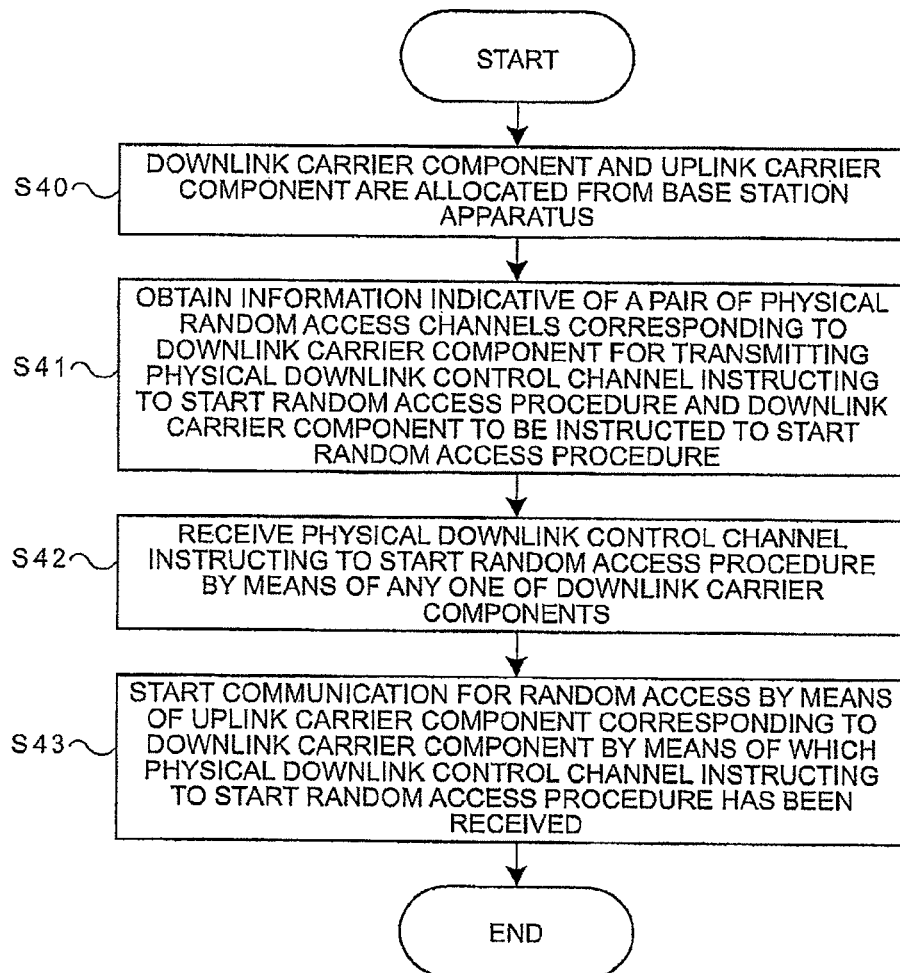 START
DOWNLINK CARRIER COMPONENT AND UPLINK CARRIER
COMPONENT ARE ALLOCATED FROM BASE STATION
APPARATUS
S40
OBTAIN INFORMATION INDICATIVE OF A PAIR OF PHYSICAL
RANDOM ACCESS CHANNELS CORRESPONDING TO
DOWNLINK CARRIER COMPONENT FOR TRANSMITTING
PHYSICAL DOWNLINK CONTROL CHANNEL INSTRUCTING
TO START RANDOM ACCESS PROCEDURE AND DOWNLINK
CARRIER COMPONENT TO BE INSTRUCTED TO START
RANDOM ACCESS PROCEDURE
S41
RECEIVE PHYSICAL DOWNLINK CONTROL CHANNEL
INSTRUCTING TO START RANDOM ACCESS PROCEDURE
BY MEANS OF ANY ONE OF DOWNLINK CARRIER
COMPONENTS
S42
START COMMUNICATION FOR RANDOM ACCESS BY MEANS
OF UPLINK CARRIER COMPONENT CORRESPONDING TO
DOWNLINK CARRIER COMPONENT BY MEANS OF WHICH
PHYSICAL DOWNLINK CONTROL CHANNEL INSTRUCTING
TO START RANDOM ACCESS PROCEDURE HAS BEEN
RECEIVED
S43
END